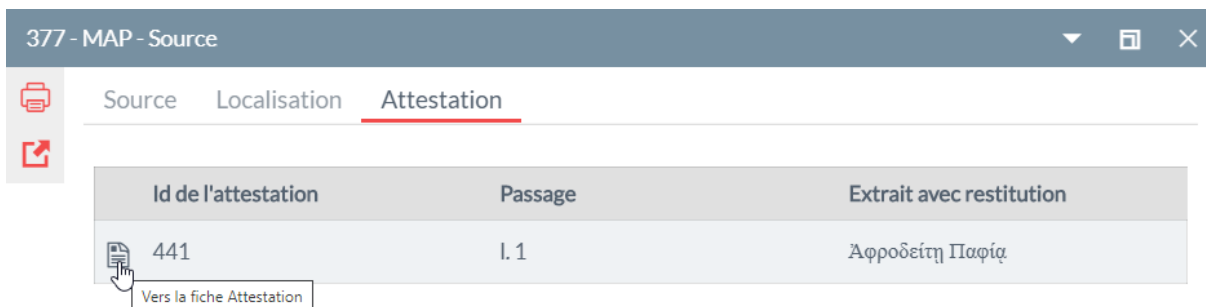 377 - MAP - Source
Source Localisation Attestation
Id de l'attestation Passage Extrait avec restitution
441 l. 1 Ἀφροδείτῃ Παφίᾳ
Vers la fiche Attestation